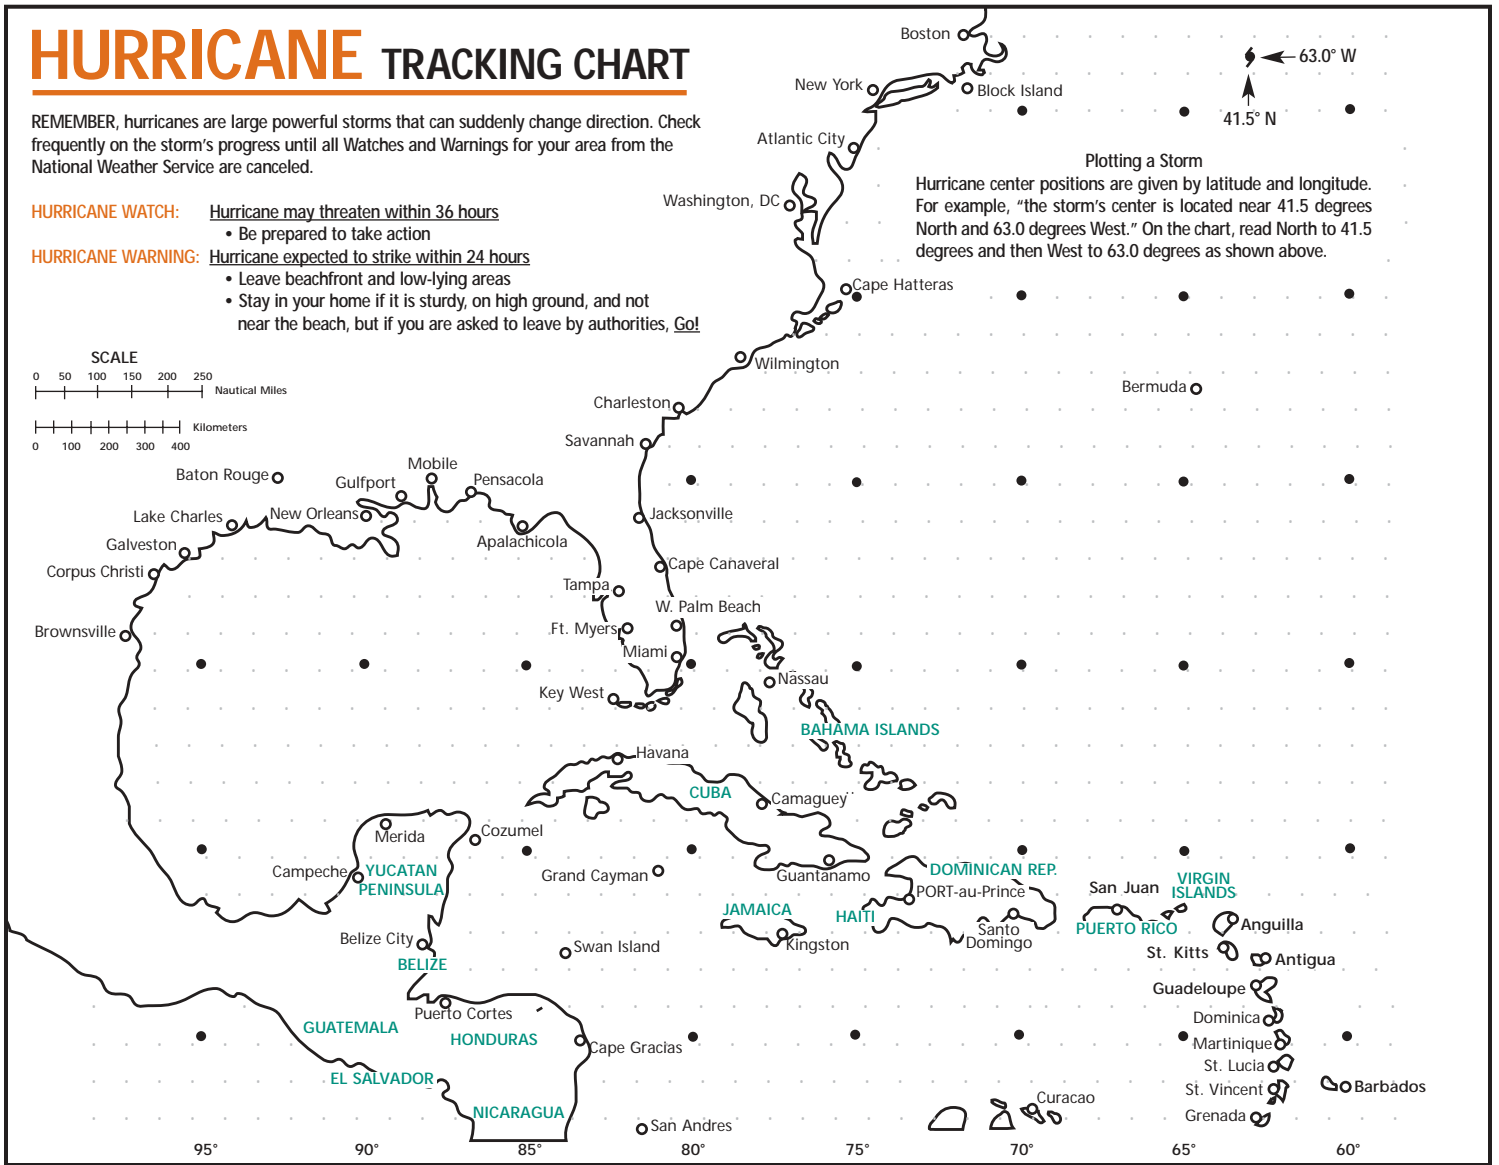 HURRICANE TRACKING CHART
REMEMBER, hurricanes are large powerful storms that can suddenly change direction. Check
frequently on the storm's progress until all Watches and Warnings for your area from the
National Weather Service are canceled.
HURRICANE WATCH: Hurricane may threaten within 36 hours
• Be prepared to take action
HURRICANE WARNING: Hurricane expected to strike within 24 hours
• Leave beachfront and low-lying areas
• Stay in your home if it is sturdy, on high ground, and not
near the beach, but if you are asked to leave by authorities, Go!
SCALE
0 50 100 150 200 250
Nautical Miles
Kilometers
0 100 200 300 400
63.0° W
41.5° N
Plotting a Storm
Hurricane center positions are given by latitude and longitude.
For example, "the storm's center is located near 41.5 degrees
North and 63.0 degrees West." On the chart, read North to 41.5
degrees and then West to 63.0 degrees as shown above.
Boston
New York
Block Island
Atlantic City
Washington, DC
Cape Hatteras
Wilmington
Bermuda
Charleston
Savannah
Baton Rouge
Gulfport
Mobile
Pensacola
Lake Charles
New Orleans
Jacksonville
Galveston
Apalachicola
Corpus Christi
Cape Canaveral
Tampa
W. Palm Beach
Brownsville
Ft. Myers
Miami
Nassau
Key West
BAHAMA ISLANDS
Havana
CUBA
Camaguey
Merida
Cozumel
Campeche
YUCATAN
PENINSULA
Grand Cayman
Guantanamo
DOMINICAN REP.
PORT-au-Prince
San Juan
VIRGIN
ISLANDS
JAMAICA
HAITI
Santo
Domingo
PUERTO RICO
Anguilla
Belize City
Swan Island
Kingston
St. Kitts
Antigua
BELIZE
Guadeloupe
Puerto Cortes
Dominica
GUATEMALA
HONDURAS
Cape Gracias
Martinique
St. Lucia
EL SALVADOR
St. Vincent
Barbados
NICARAGUA
Curacao
Grenada
San Andres
95° 90° 85° 80° 75° 70° 65° 60°